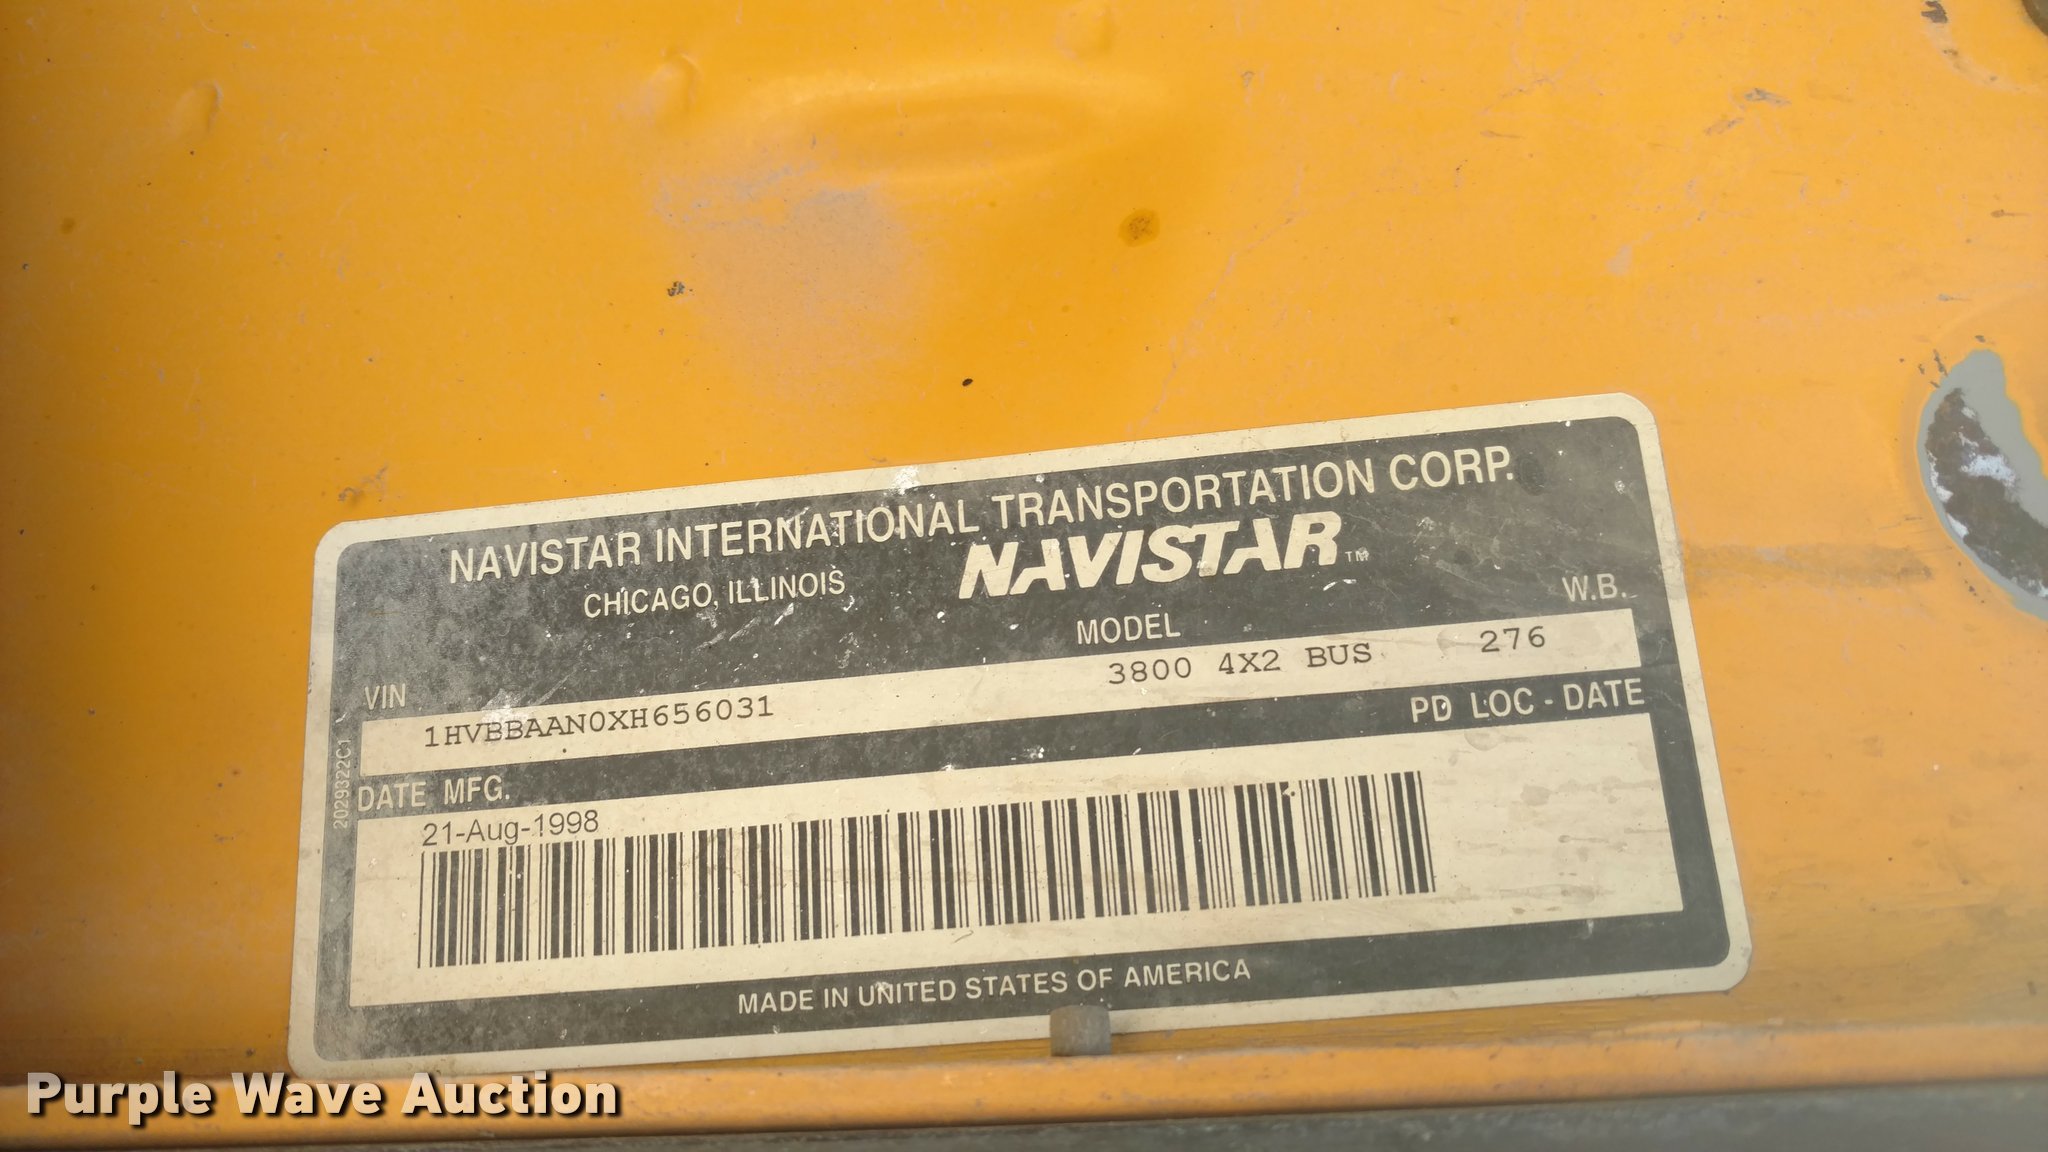 NAVISTAR INTERNATIONAL TRANSPORTATION CORP.
CHICAGO, ILLINOIS
NAVISTAR™
VIN
MODEL
W.B.
1HVBBAAN0XH656031
3800 4X2 BUS
276
PD LOC - DATE
DATE MFG.
21-Aug-1998
2029322C1
MADE IN UNITED STATES OF AMERICA
Purple Wave Auction